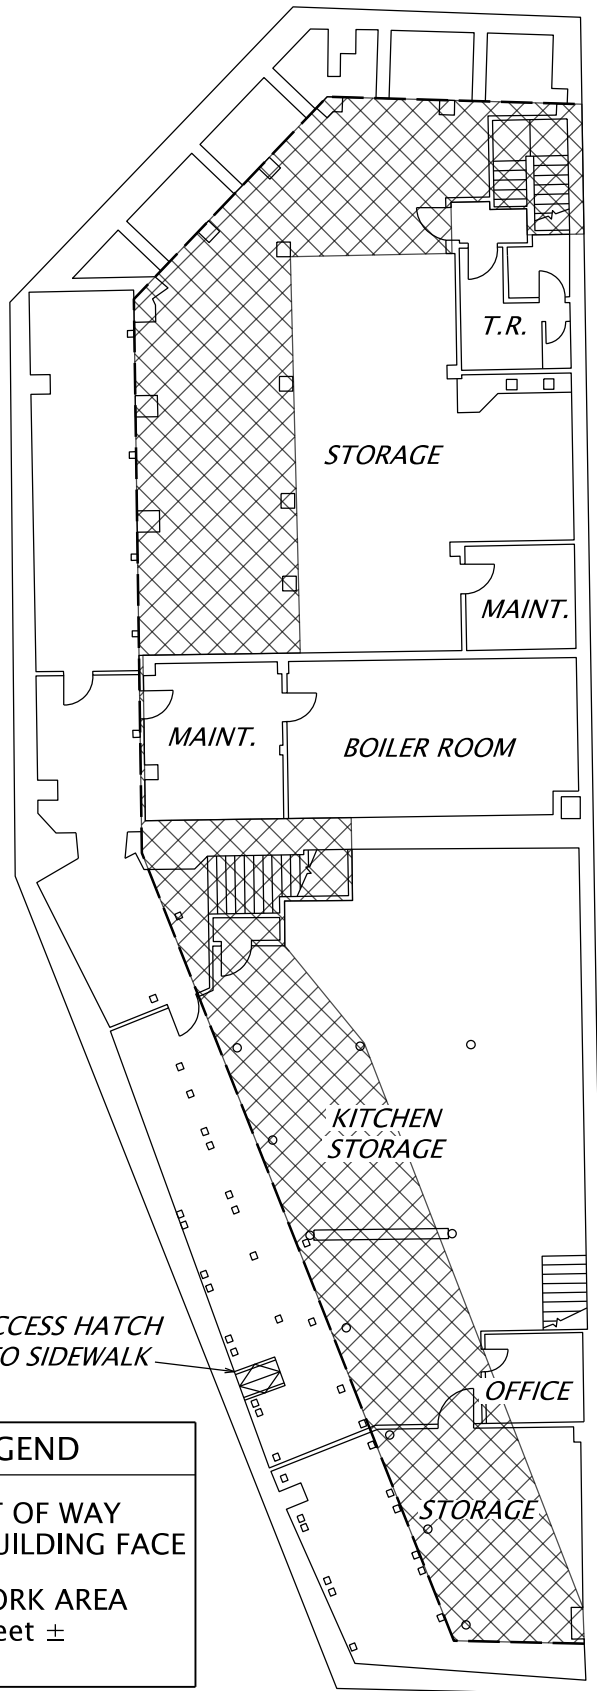 T.R.
STORAGE
MAINT.
MAINT.
BOILER ROOM
KITCHEN
STORAGE
CCESS HATCH
TO SIDEWALK
OFFICE
STORAGE
GEND
T OF WAY
UILDING FACE
ORK AREA
eet ±